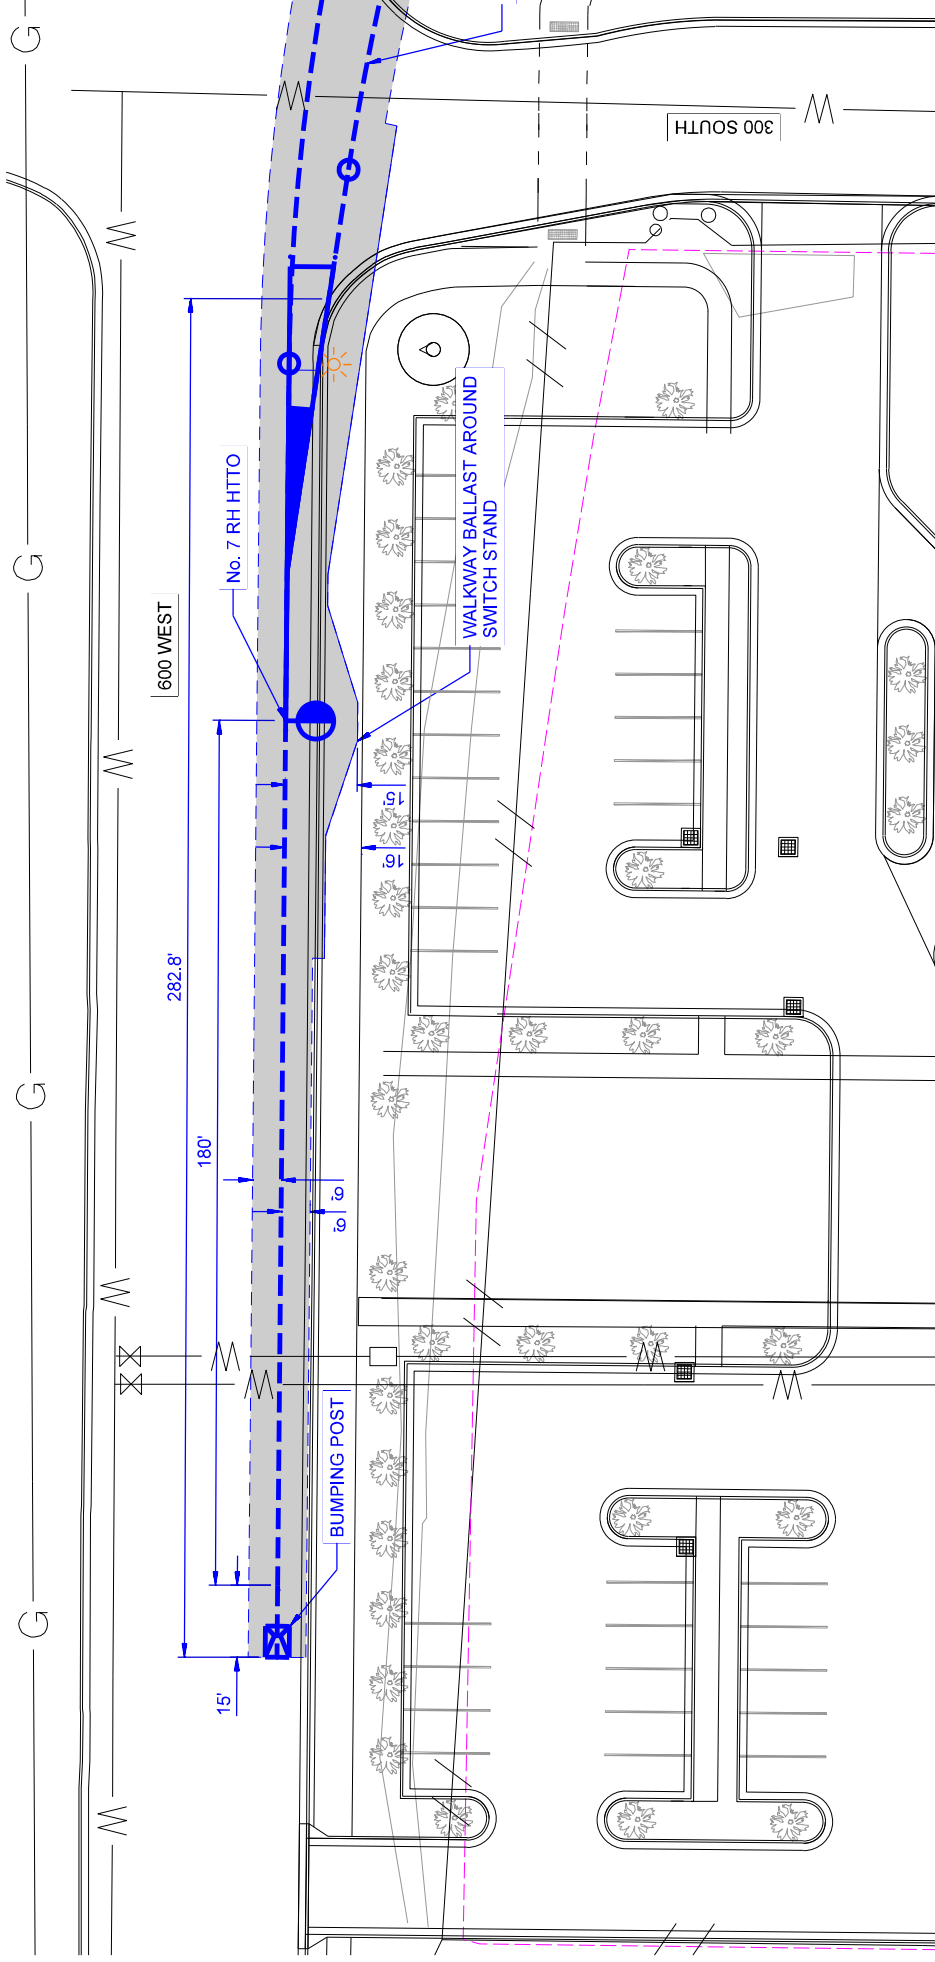 G
W
W
300 SOUTH
W
No. 7 RH HTTO
WALKWAY BALLAST AROUND
SWITCH STAND
G
600 WEST
W
15'
16'
282.8'
G
180'
6'
6'
W
W
W
W
W
BUMPING POST
G
15'
W